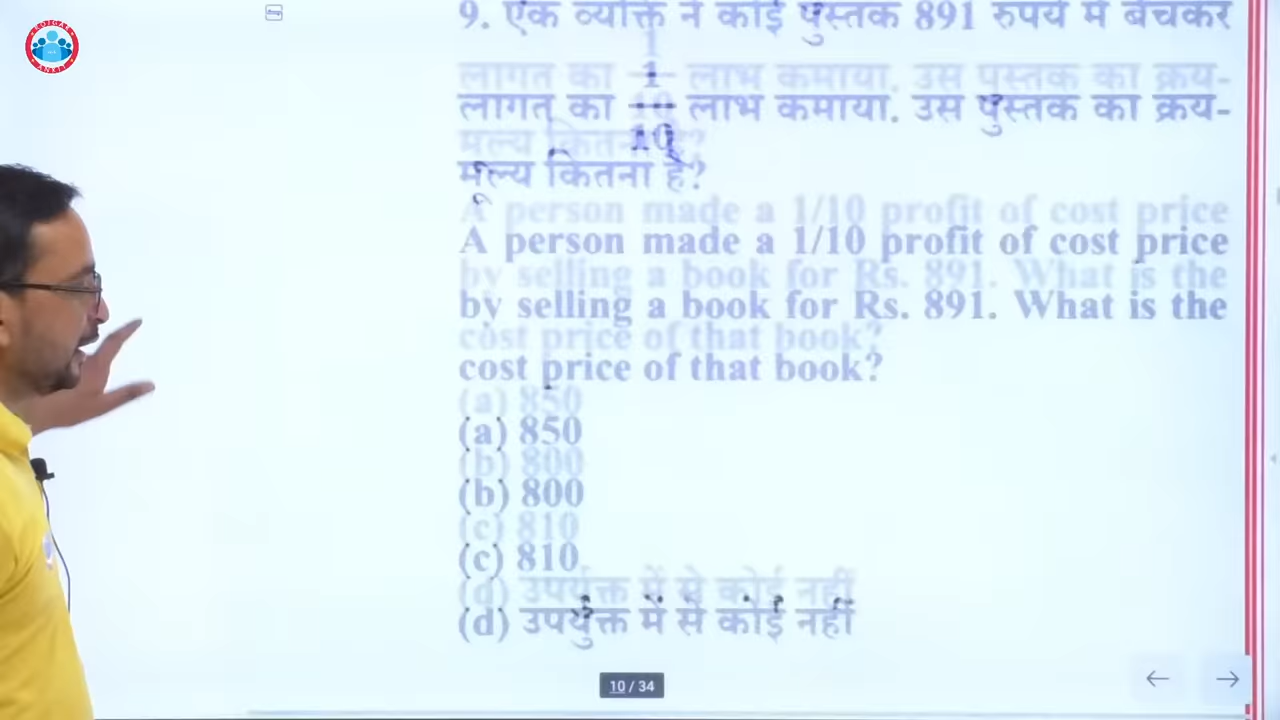 9. एक व्यक्ति ने कोई पुस्तक 891 रुपये में बेचकर
लागत का 1/10 लाभ कमाया. उस पुस्तक का क्रय-
मूल्य कितना है?
A person made a 1/10 profit of cost price
by selling a book for Rs. 891. What is the
cost price of that book?
(a) 850
(b) 800
(c) 810
(d) उपर्युक्त में से कोई नहीं
10 / 34